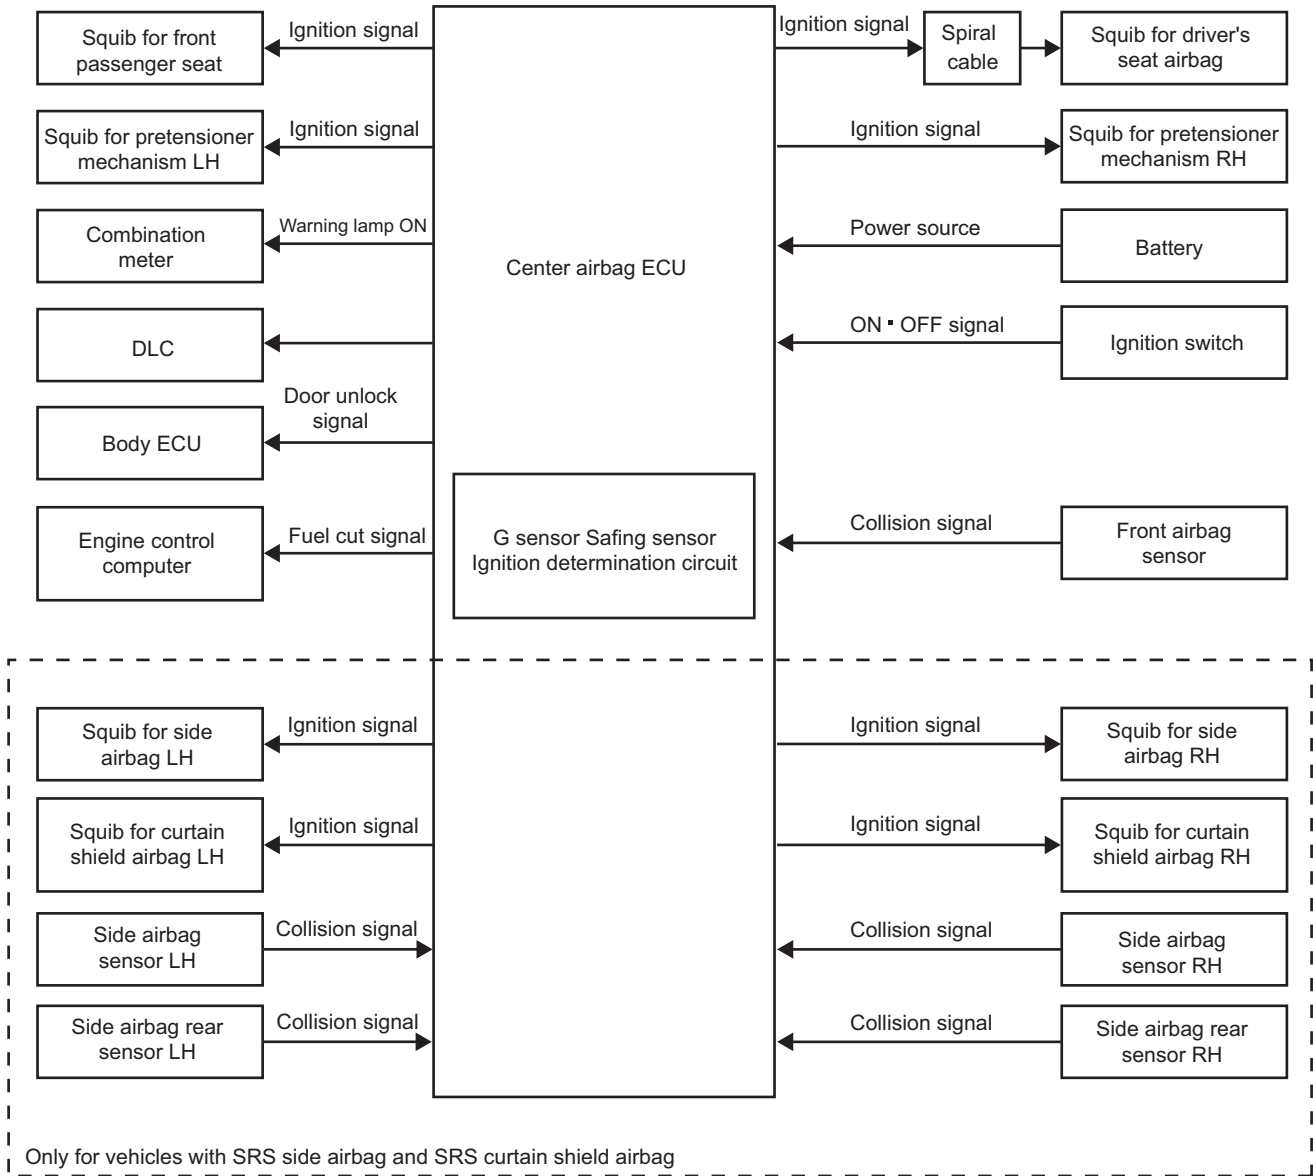 Squib for front
passenger seat
Ignition signal
Ignition signal
Spiral
cable
Squib for driver's
seat airbag
Squib for pretensioner
mechanism LH
Ignition signal
Ignition signal
Squib for pretensioner
mechanism RH
Combination
meter
Warning lamp ON
Center airbag ECU
Power source
Battery
DLC
ON ▪ OFF signal
Ignition switch
Body ECU
Door unlock
signal
Engine control
computer
Fuel cut signal
G sensor Safing sensor
Ignition determination circuit
Collision signal
Front airbag
sensor
Squib for side
airbag LH
Ignition signal
Ignition signal
Squib for side
airbag RH
Squib for curtain
shield airbag LH
Ignition signal
Ignition signal
Squib for curtain
shield airbag RH
Side airbag
sensor LH
Collision signal
Collision signal
Side airbag
sensor RH
Side airbag rear
sensor LH
Collision signal
Collision signal
Side airbag rear
sensor RH
Only for vehicles with SRS side airbag and SRS curtain shield airbag